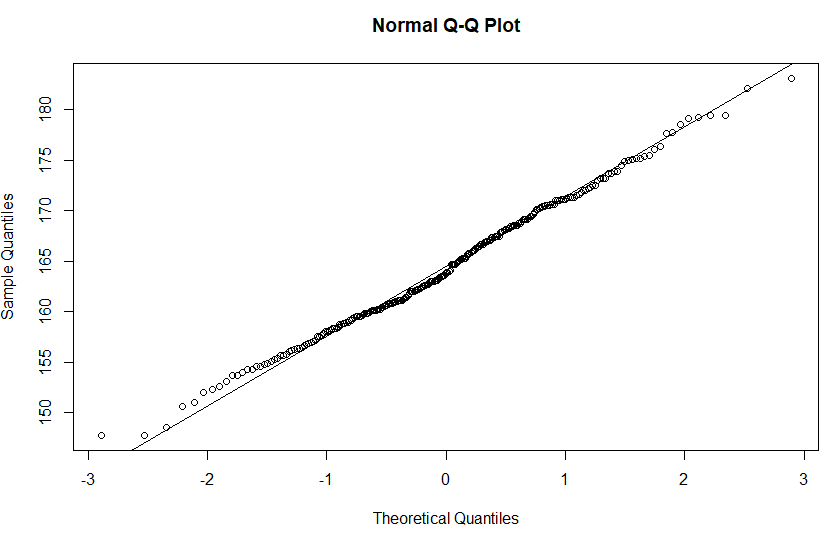 Normal Q-Q Plot
Sample Quantiles
180
175
170
165
160
155
150
-3 -2 -1 0 1 2 3
Theoretical Quantiles